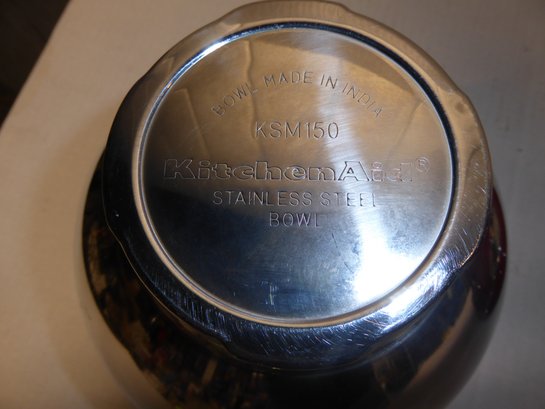 BOWL MADE IN INDIA
KSM150
KitchenAid®
STAINLESS STEEL
BOWL